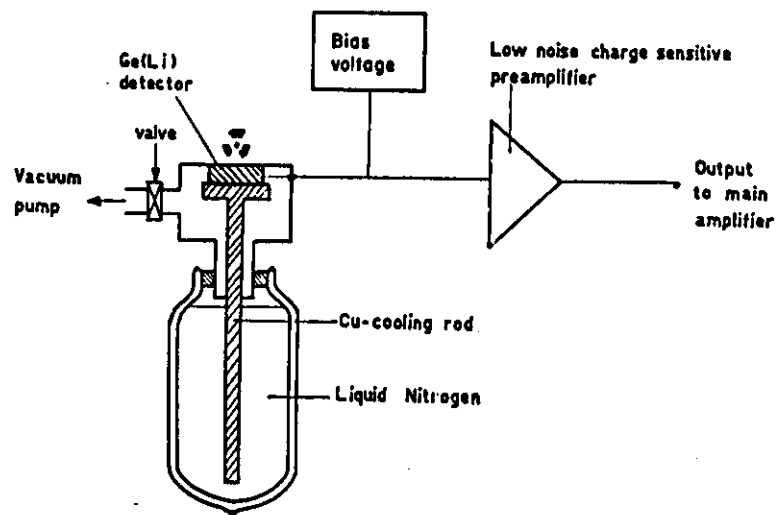 Bias
voltage
Low noise charge sensitive
preamplifier
Ge(Li)
detector
valve
Vacuum
pump
Output
to main
amplifier
Cu-cooling rod
Liquid Nitrogen